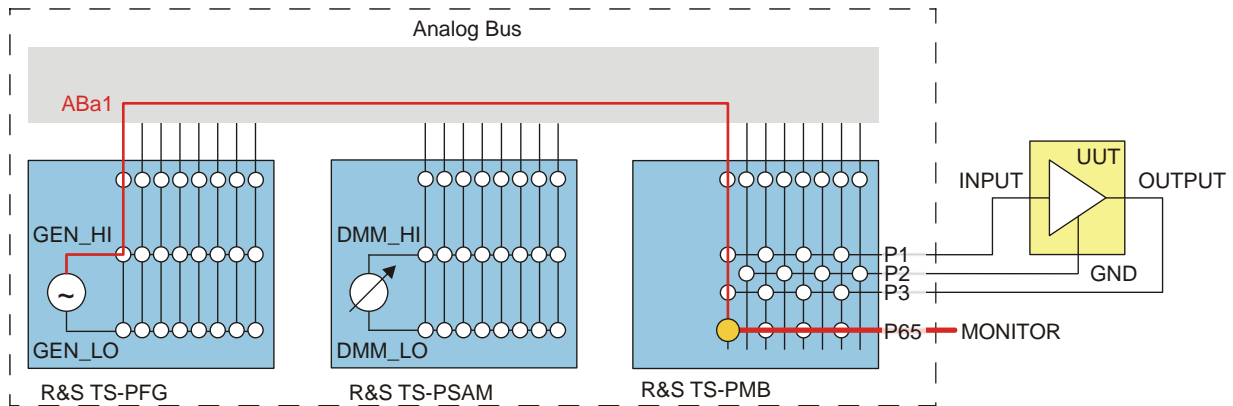 Analog Bus
ABa1
UUT
INPUT
OUTPUT
GEN_HI
DMM_HI
P1
P2
GND
P3
~
GEN_LO
DMM_LO
P65
MONITOR
R&S TS-PFG
R&S TS-PSAM
R&S TS-PMB